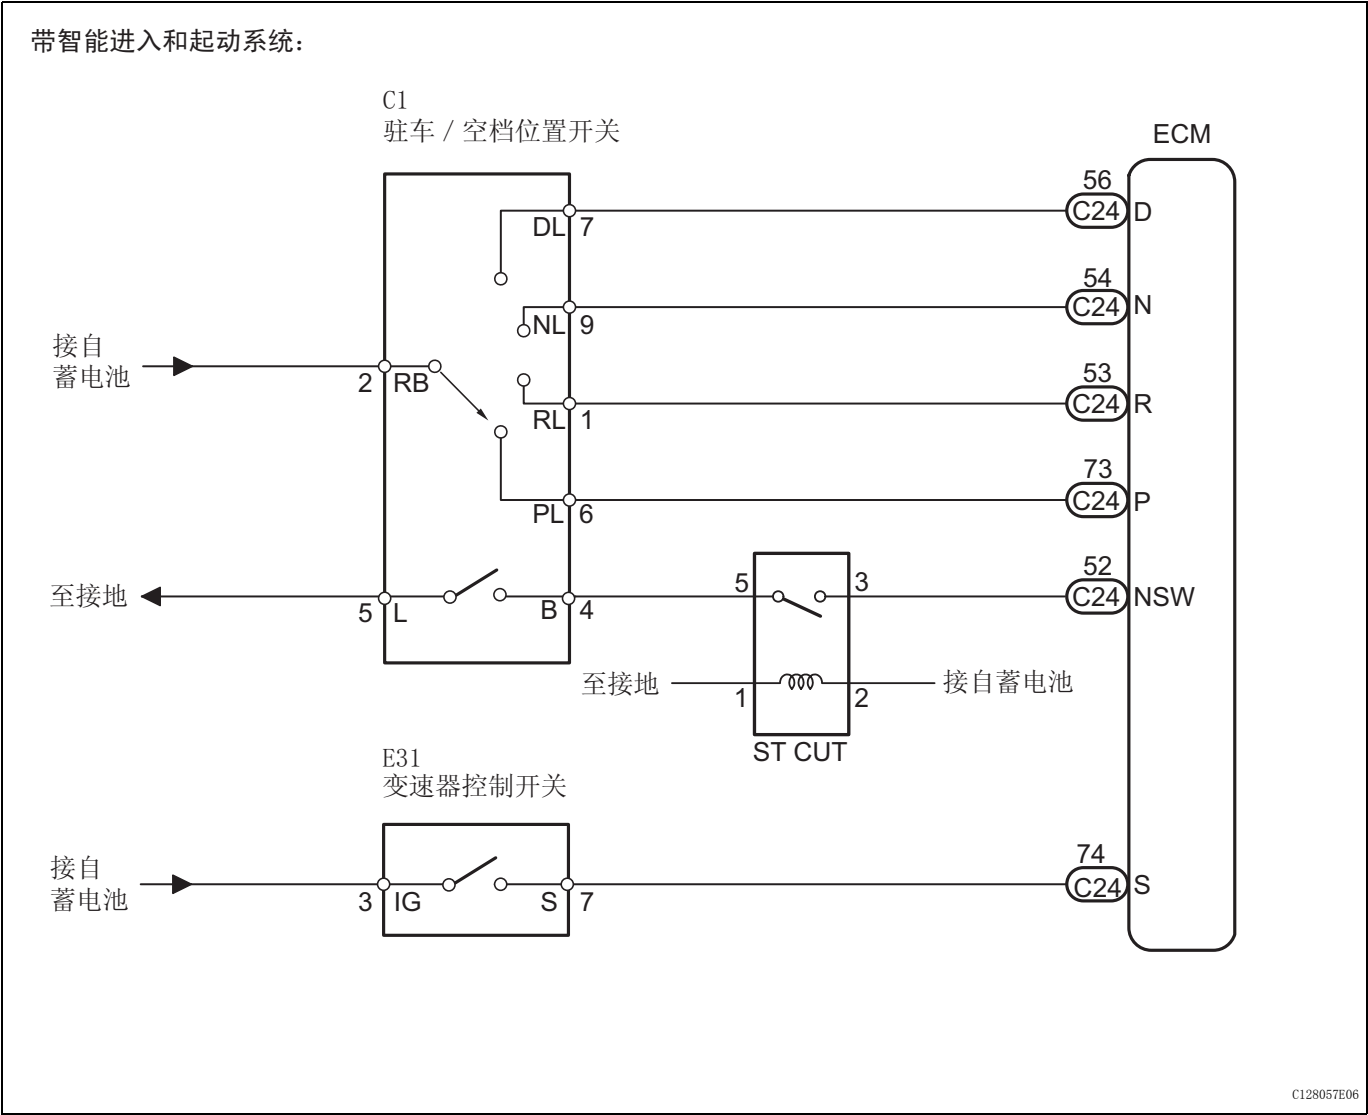 带智能进入和起动系统：
C1
驻车 / 空档位置开关
ECM
56
C24 D
DL 7
54
C24 N
NL 9
接自
蓄电池
2 RB
53
C24 R
RL 1
73
C24 P
PL 6
52
C24 NSW
至接地
5 L
B 4
5
3
至接地
1
2
接自蓄电池
ST CUT
E31
变速器控制开关
接自
蓄电池
3 IG
S 7
74
C24 S
C128057E06